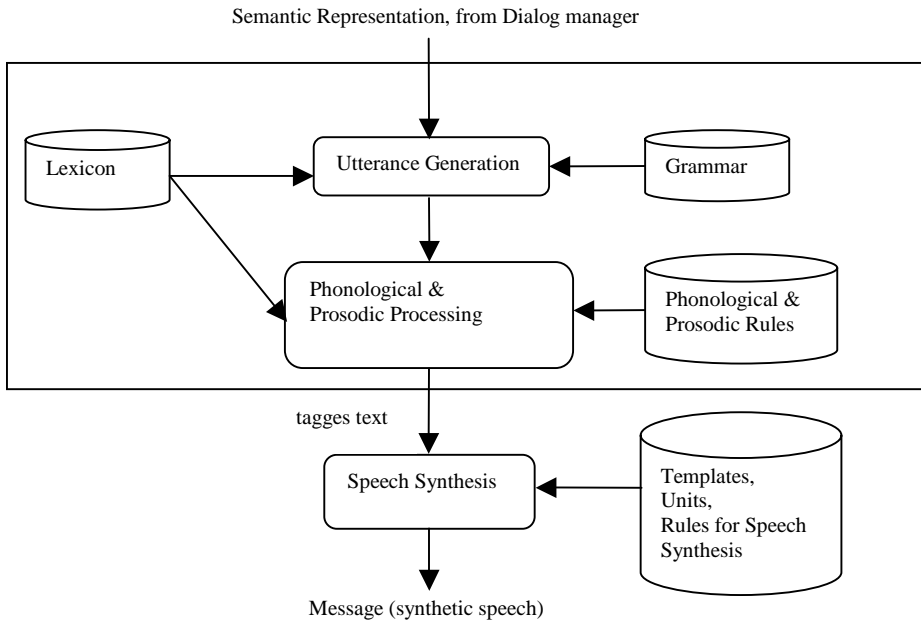 Semantic Representation, from Dialog manager
Lexicon
Utterance Generation
Grammar
Phonological &
Prosodic Processing
Phonological &
Prosodic Rules
tagges text
Speech Synthesis
Templates,
Units,
Rules for Speech
Synthesis
Message (synthetic speech)